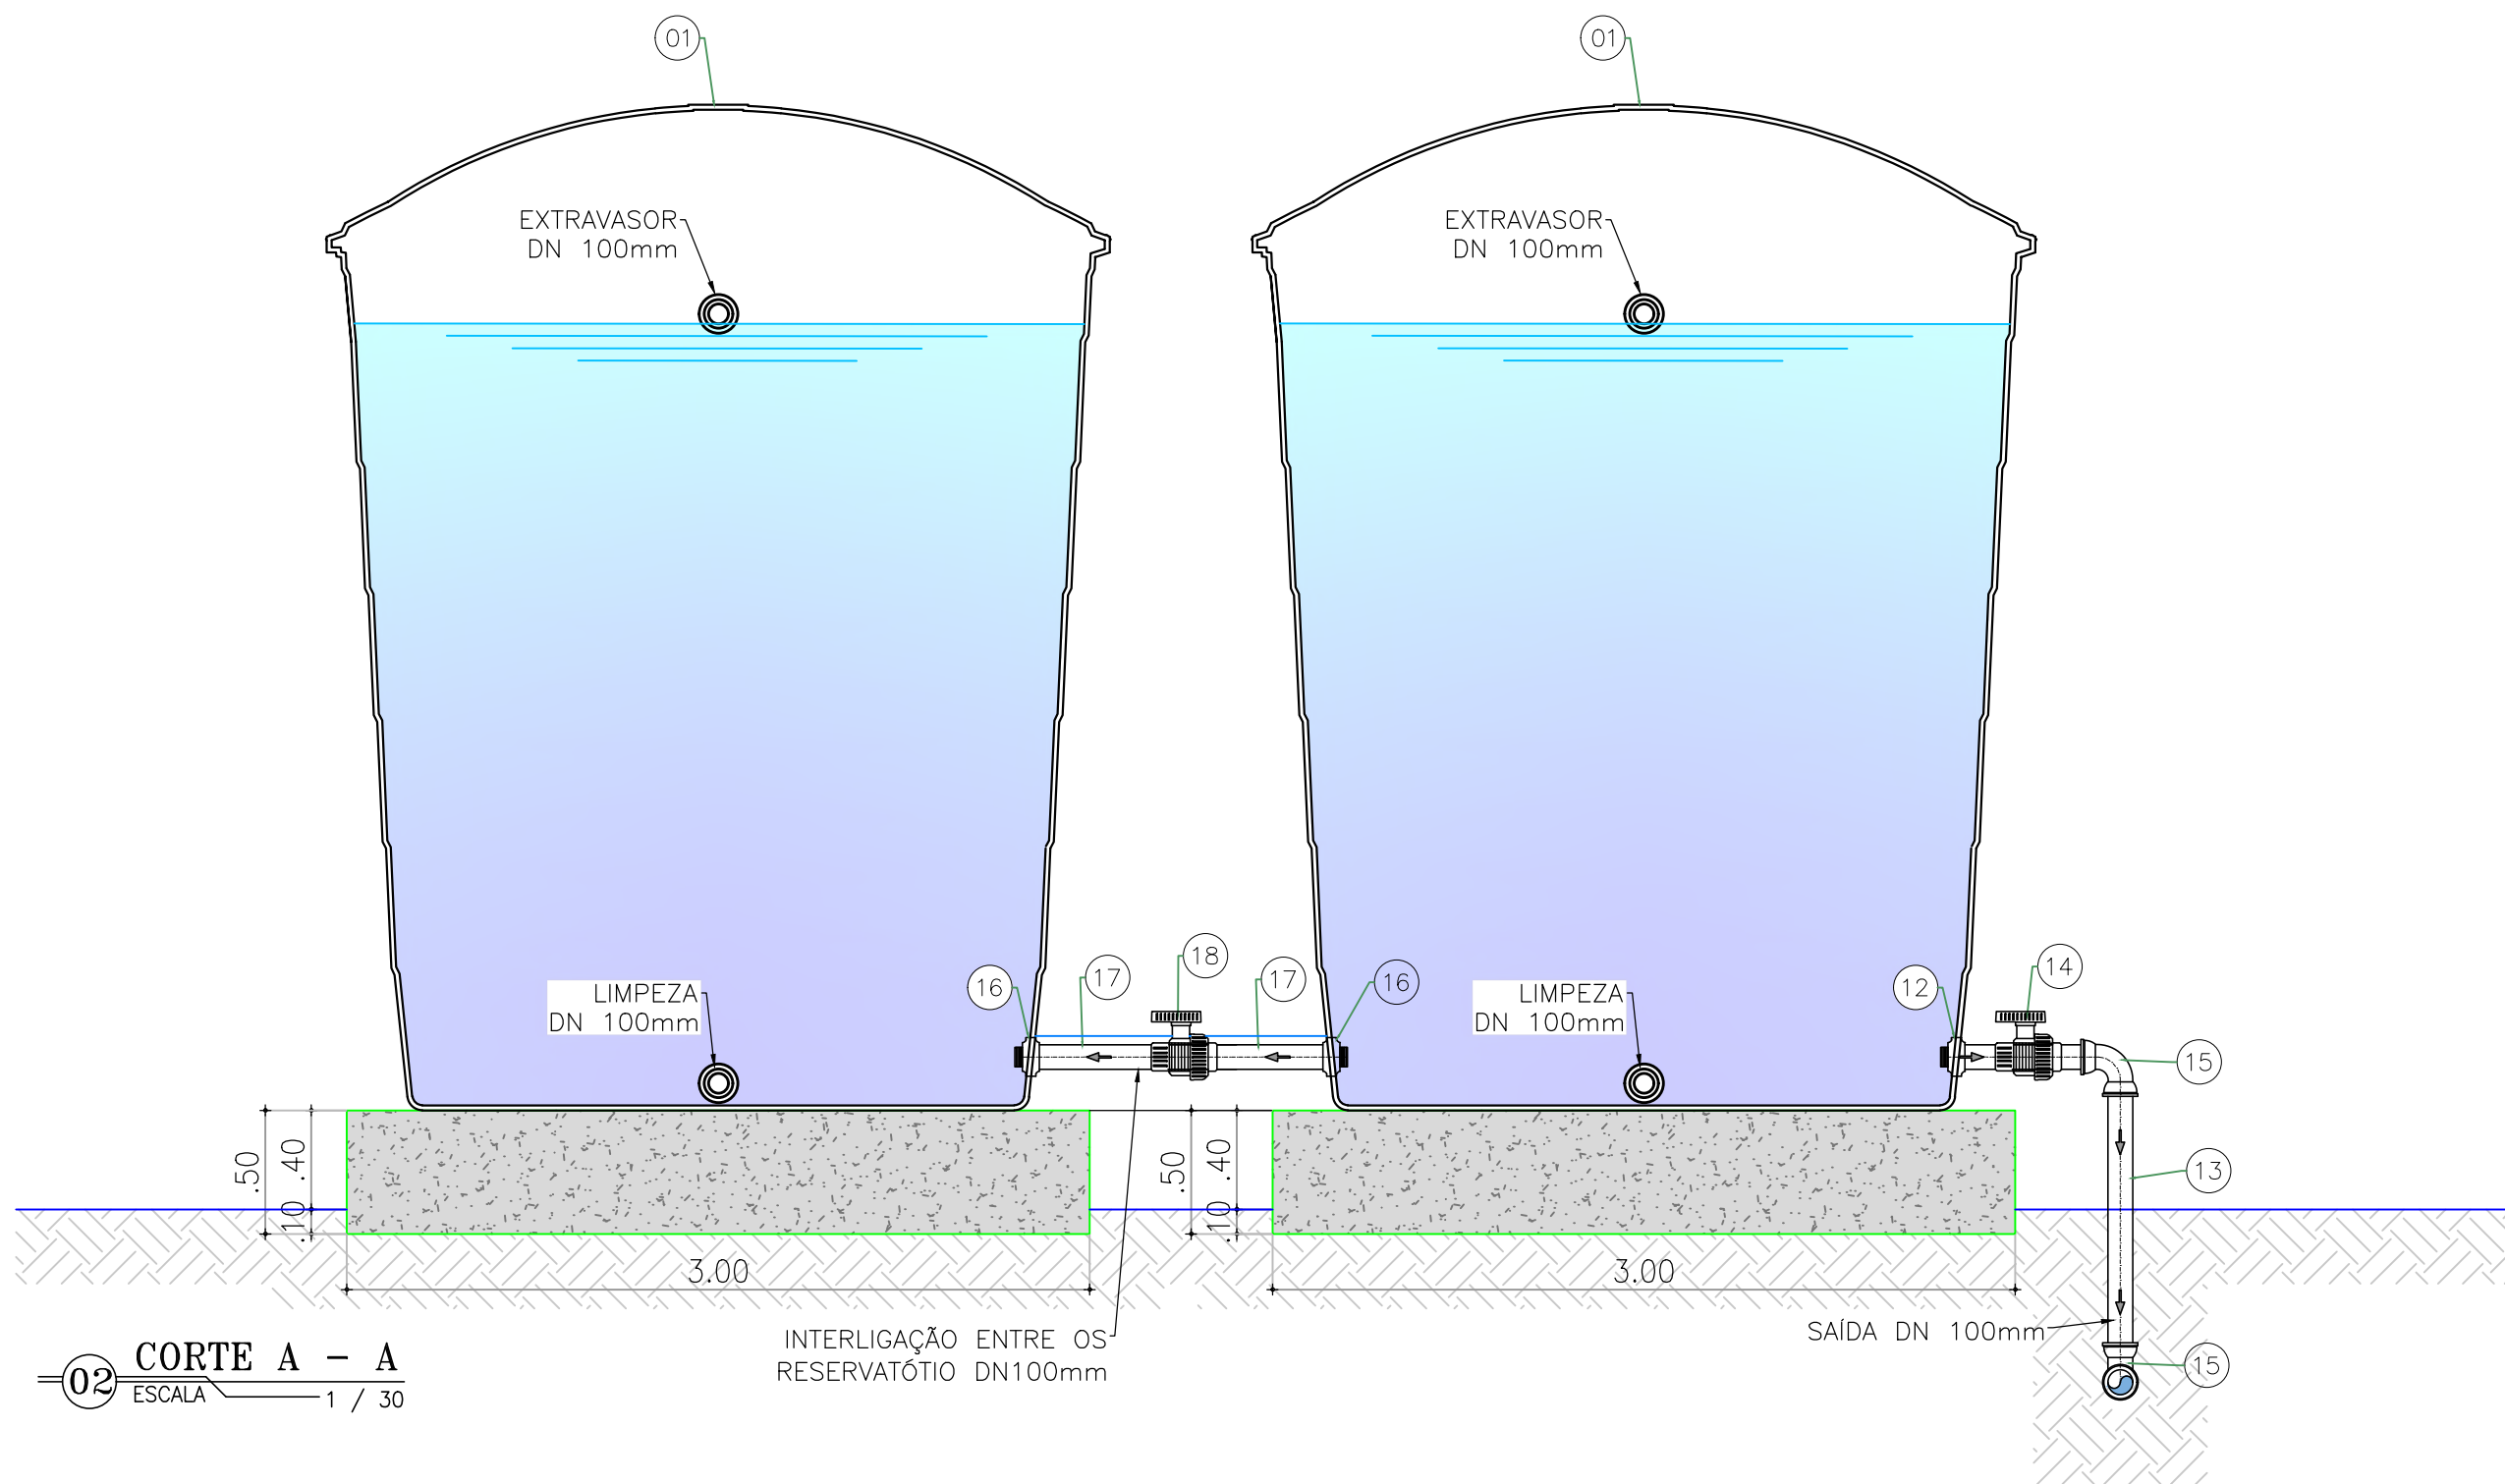 01
01
EXTRAVASOR
DN 100mm
EXTRAVASOR
DN 100mm
18
17
17
16
16
12
14
LIMPEZA
DN 100mm
LIMPEZA
DN 100mm
15
13
.50
.40
.10
.50
.40
.10
3.00
3.00
INTERLIGAÇÃO ENTRE OS
RESERVATÓTIO DN100mm
SAÍDA DN 100mm
15
02
CORTE A - A
ESCALA 1 / 30